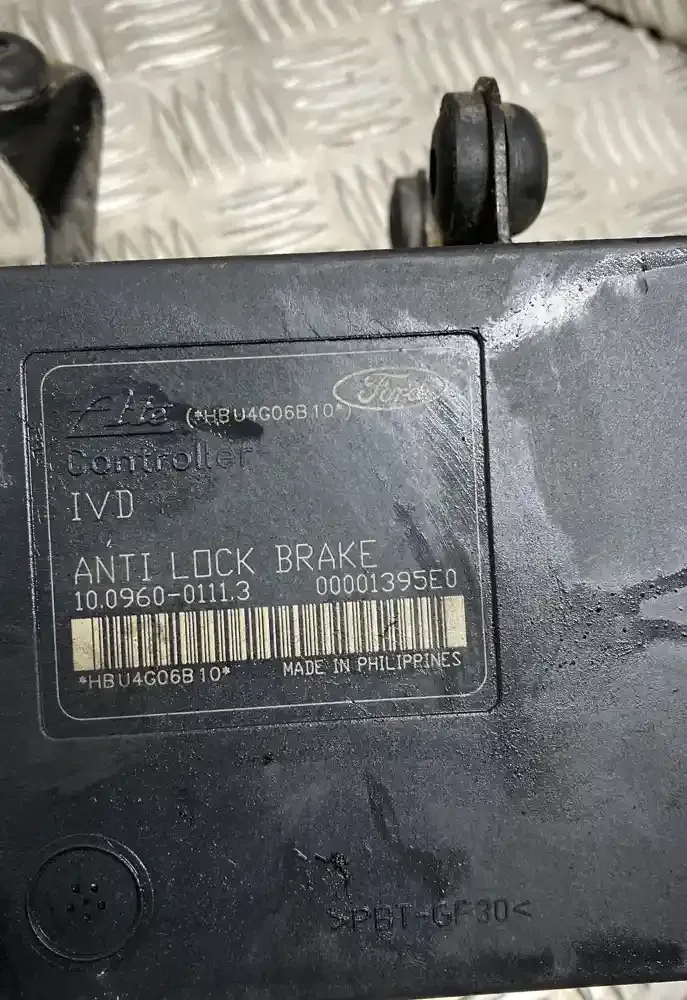 Ate (*HBU4G06B10*) Ford
Controller
IVD
ANTI LOCK BRAKE
10.0960-0111.3 00001395E0
*HBU4G06B10* MADE IN PHILIPPINES
>PBT-GF30<